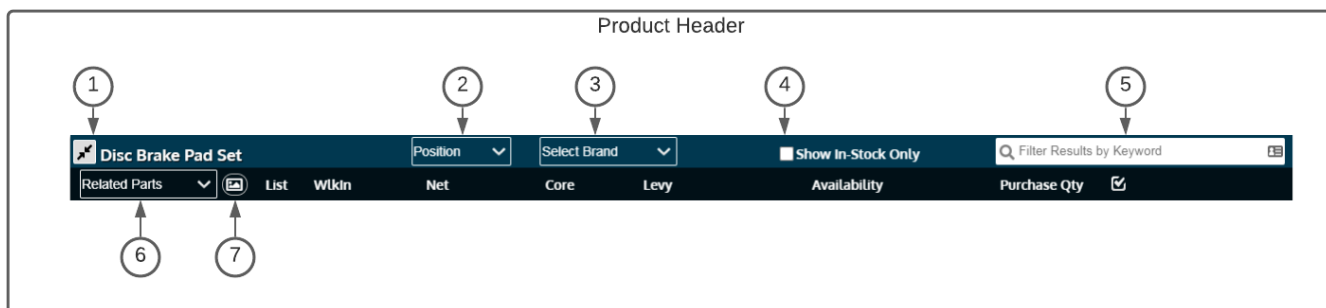 Product Header
1 2 3 4 5
Disc Brake Pad Set Position Select Brand Show In-Stock Only Filter Results by Keyword
Related Parts List WlkIn Net Core Levy Availability Purchase Qty
6 7